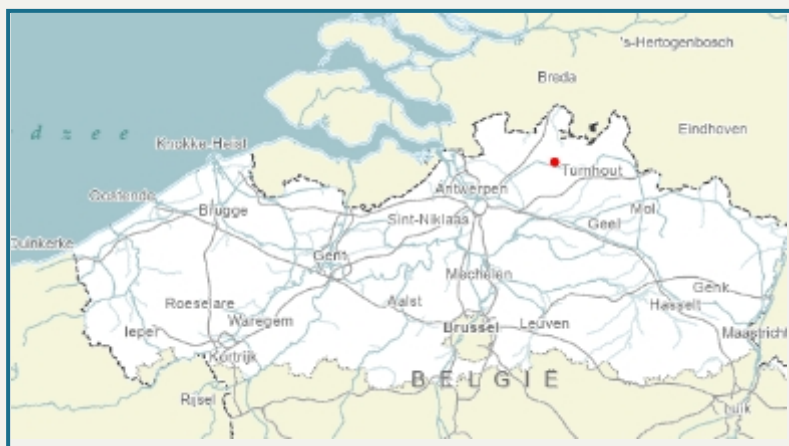 's-Hertogenbosch
Breda
Eindhoven
d z e e
Knokke-Heist
Turnhout
Antwerpen
Oostende
Brugge
Sint-Niklaas
Geel
Mol
Duinkerke
Gent
Mechelen
Genk
Roeselare
Aalst
Hasselt
Waregem
Ieper
Brussel
Leuven
Maastricht
Kortrijk
BELGIË
Rijsel
Luik